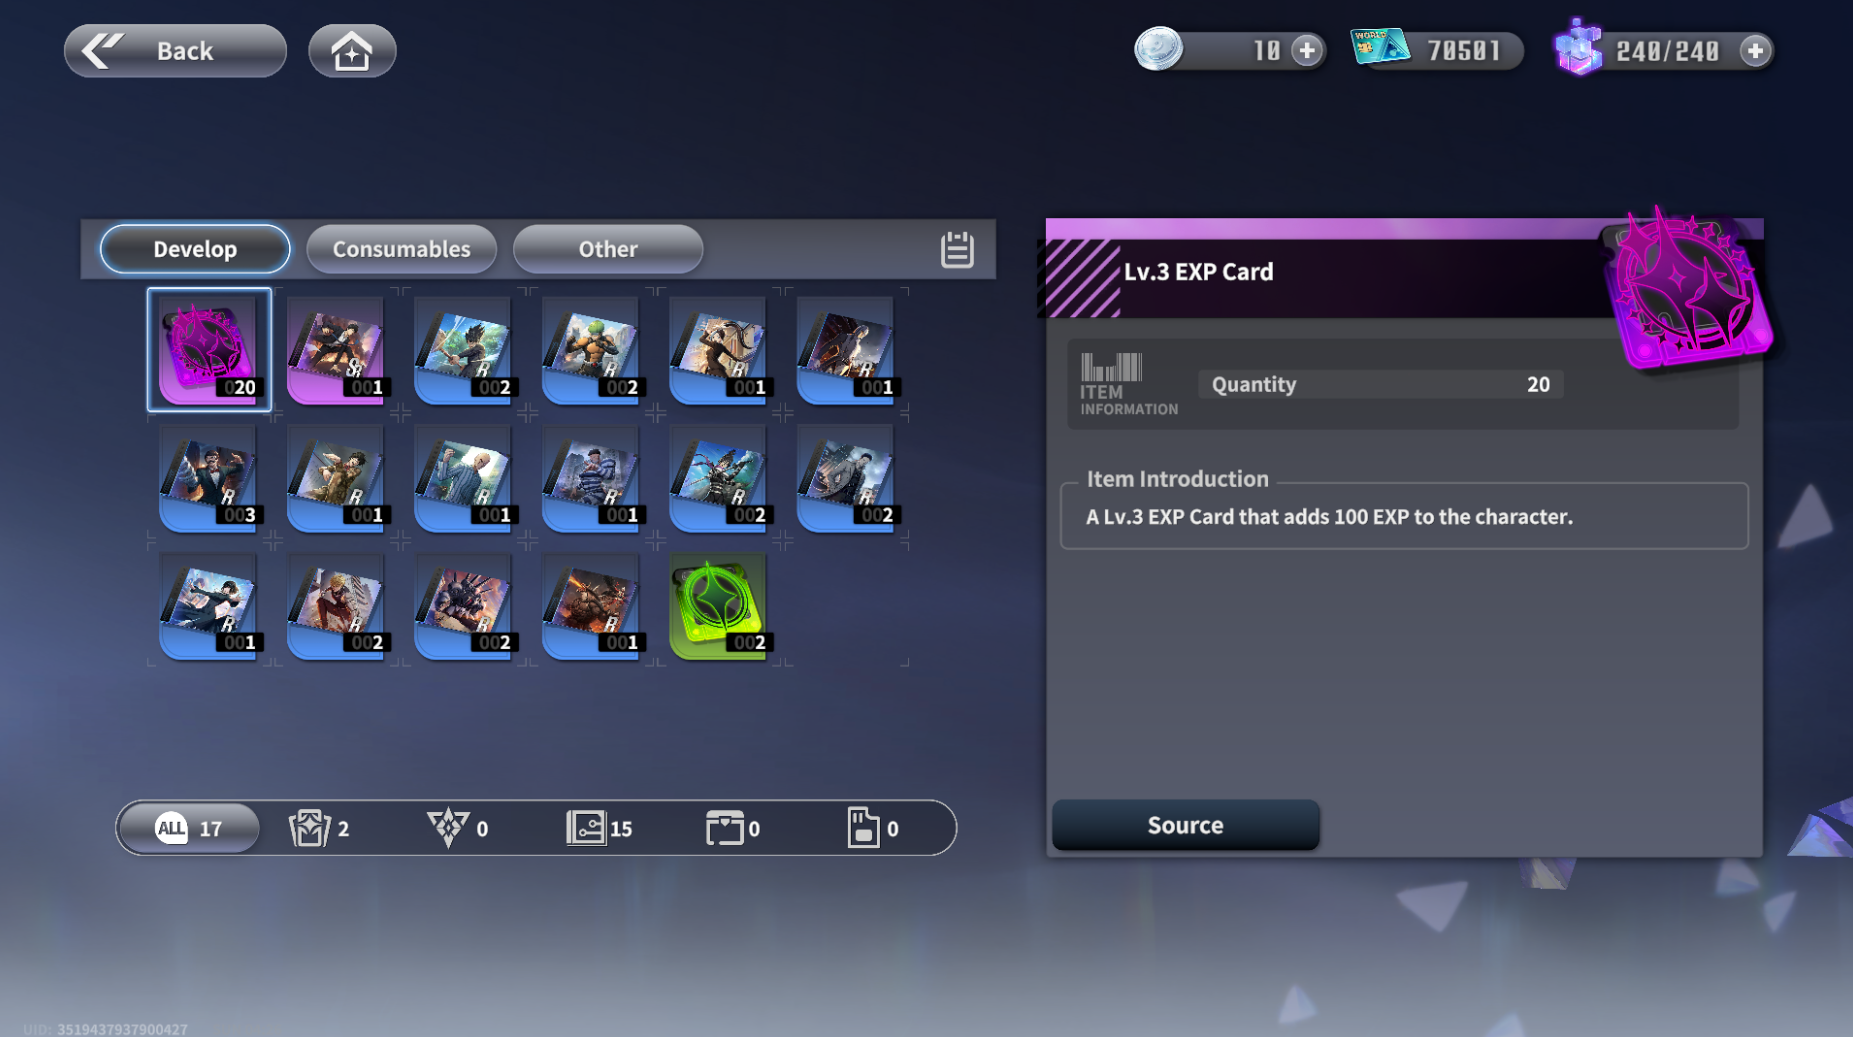 Back
10
WORLD
70501
240/240
Develop
Consumables
Other
020
SR
001
R
002
R
002
R
001
R
001
R
003
R
001
R
001
R
001
R
002
R
002
R
001
R
002
R
002
R
001
002
ALL 17
2
0
15
0
0
Lv.3 EXP Card
ITEM
INFORMATION
Quantity 20
Item Introduction
A Lv.3 EXP Card that adds 100 EXP to the character.
Source
UID: 3519437937900427